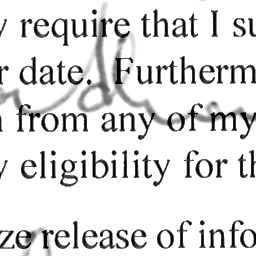 y require that I su
r date. Furtherm
n from any of my
y eligibility for th
ze release of info